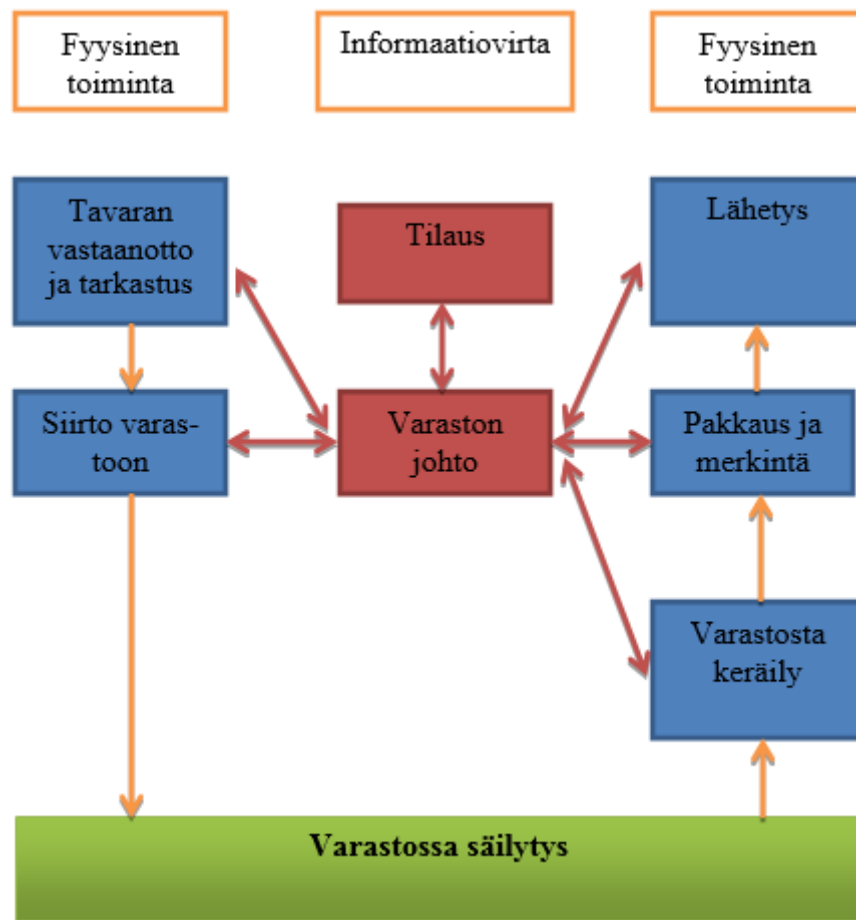 Fyysinen
toiminta
Informaatiovirta
Fyysinen
toiminta
Tavaran
vastaanotto
ja tarkastus
Tilaus
Lähetys
Siirto varas-
toon
Varaston
johto
Pakkaus ja
merkintä
Varastosta
keräily
Varastossa säilytys